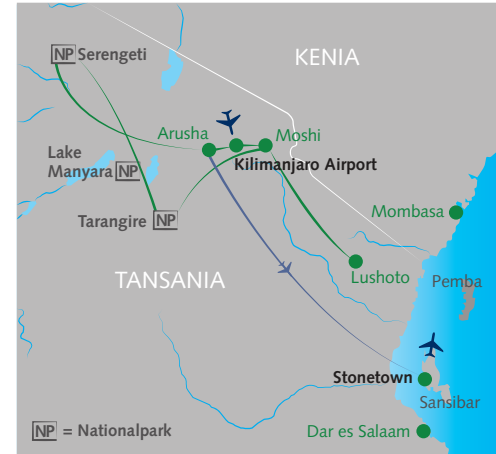 NP Serengeti
KENIA
Arusha
Moshi
Kilimanjaro Airport
Lake
Manyara NP
Tarangire NP
Mombasa
Lushoto
TANSANIA
Pemba
Stonetown
Sansibar
NP = Nationalpark
Dar es Salaam